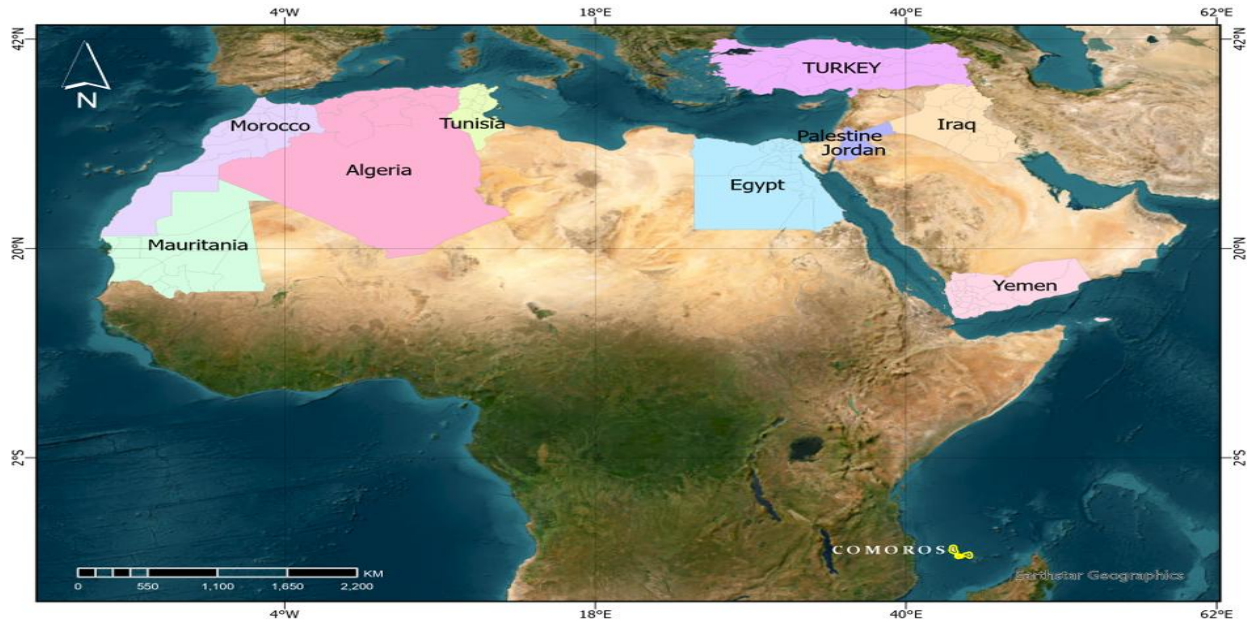 4°W 18°E 40°E 62°E
42°N 42°N
N
TURKEY
Morocco
Tunisia
Palestine
Jordan
Iraq
Algeria
Egypt
Mauritania
20°N 20°N
Yemen
2°S 2°S
COMOROS
Earthstar Geographics
KM
0 550 1,100 1,650 2,200
4°W 18°E 40°E 62°E